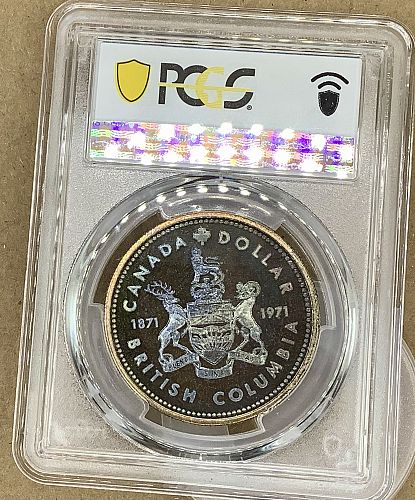 PCGS
CANADA DOLLAR
1871 1971
BRITISH COLUMBIA